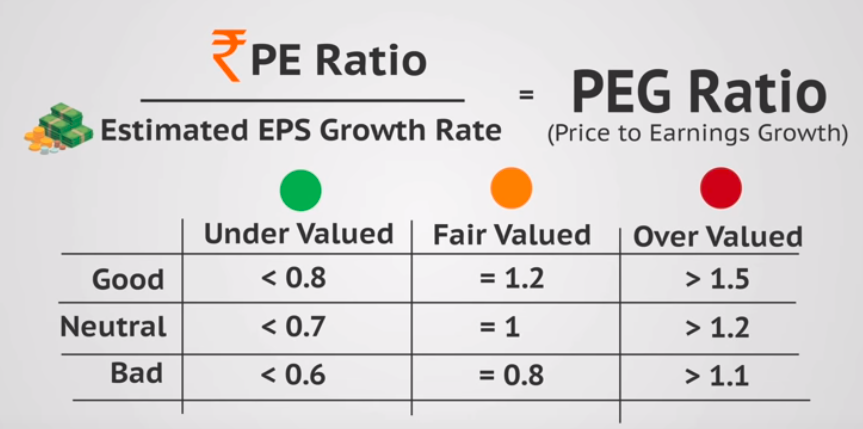 ₹ PE Ratio
Estimated EPS Growth Rate
= PEG Ratio
(Price to Earnings Growth)
Under Valued Fair Valued Over Valued
Good < 0.8 = 1.2 > 1.5
Neutral < 0.7 = 1 > 1.2
Bad < 0.6 = 0.8 > 1.1